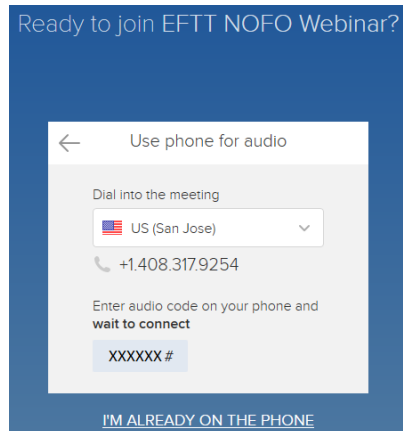 Ready to join EFTT NOFO Webinar?
Use phone for audio
Dial into the meeting
US (San Jose)
+1.408.317.9254
Enter audio code on your phone and
wait to connect
XXXXXX #
I'M ALREADY ON THE PHONE